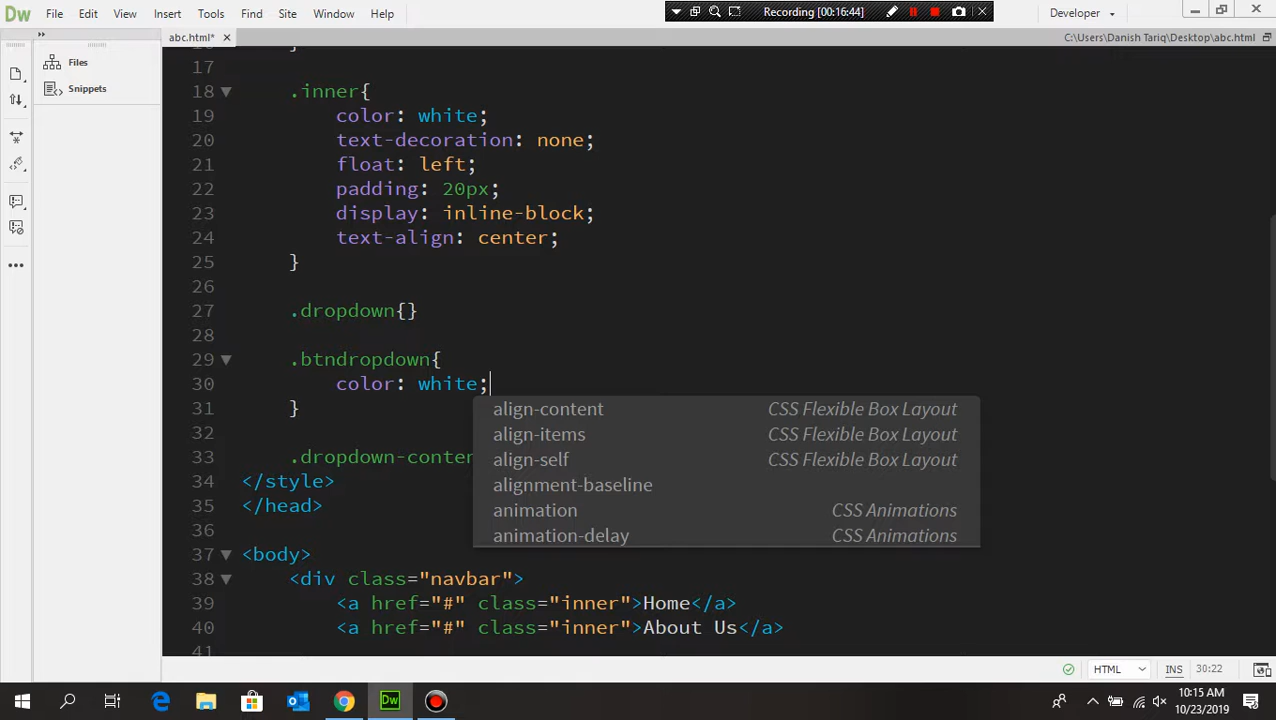 Dw File Edit View Insert Tools Find Site Window Help Recording [00:16:44] Developer
abc.html* C:\Users\Danish Tariq\Desktop\abc.html
Files
Snippets
17
18 .inner{
19 color: white;
20 text-decoration: none;
21 float: left;
22 padding: 20px;
23 display: inline-block;
24 text-align: center;
25 }
26
27 .dropdown{}
28
29 .btndropdown{
30 color: white;
31 }
32
33 .dropdown-conten
34 </style>
35 </head>
36
37 <body>
38 <div class="navbar">
39 <a href="#" class="inner">Home</a>
40 <a href="#" class="inner">About Us</a>
41
align-content CSS Flexible Box Layout
align-items CSS Flexible Box Layout
align-self CSS Flexible Box Layout
alignment-baseline
animation CSS Animations
animation-delay CSS Animations
HTML INS 30:22
Dw 10:15 AM
10/23/2019